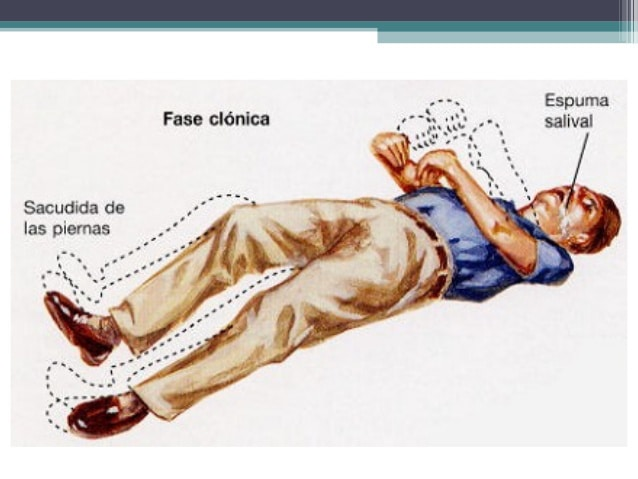 Fase clónica
Espuma
salival
Sacudida de
las piernas